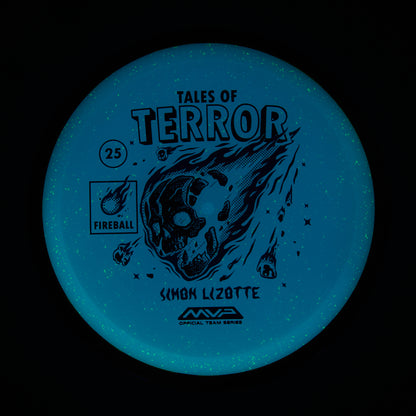 TALES OF
TERROR
25
FIREBALL
SIMON LIZOTTE
MVP
OFFICIAL TEAM SERIES